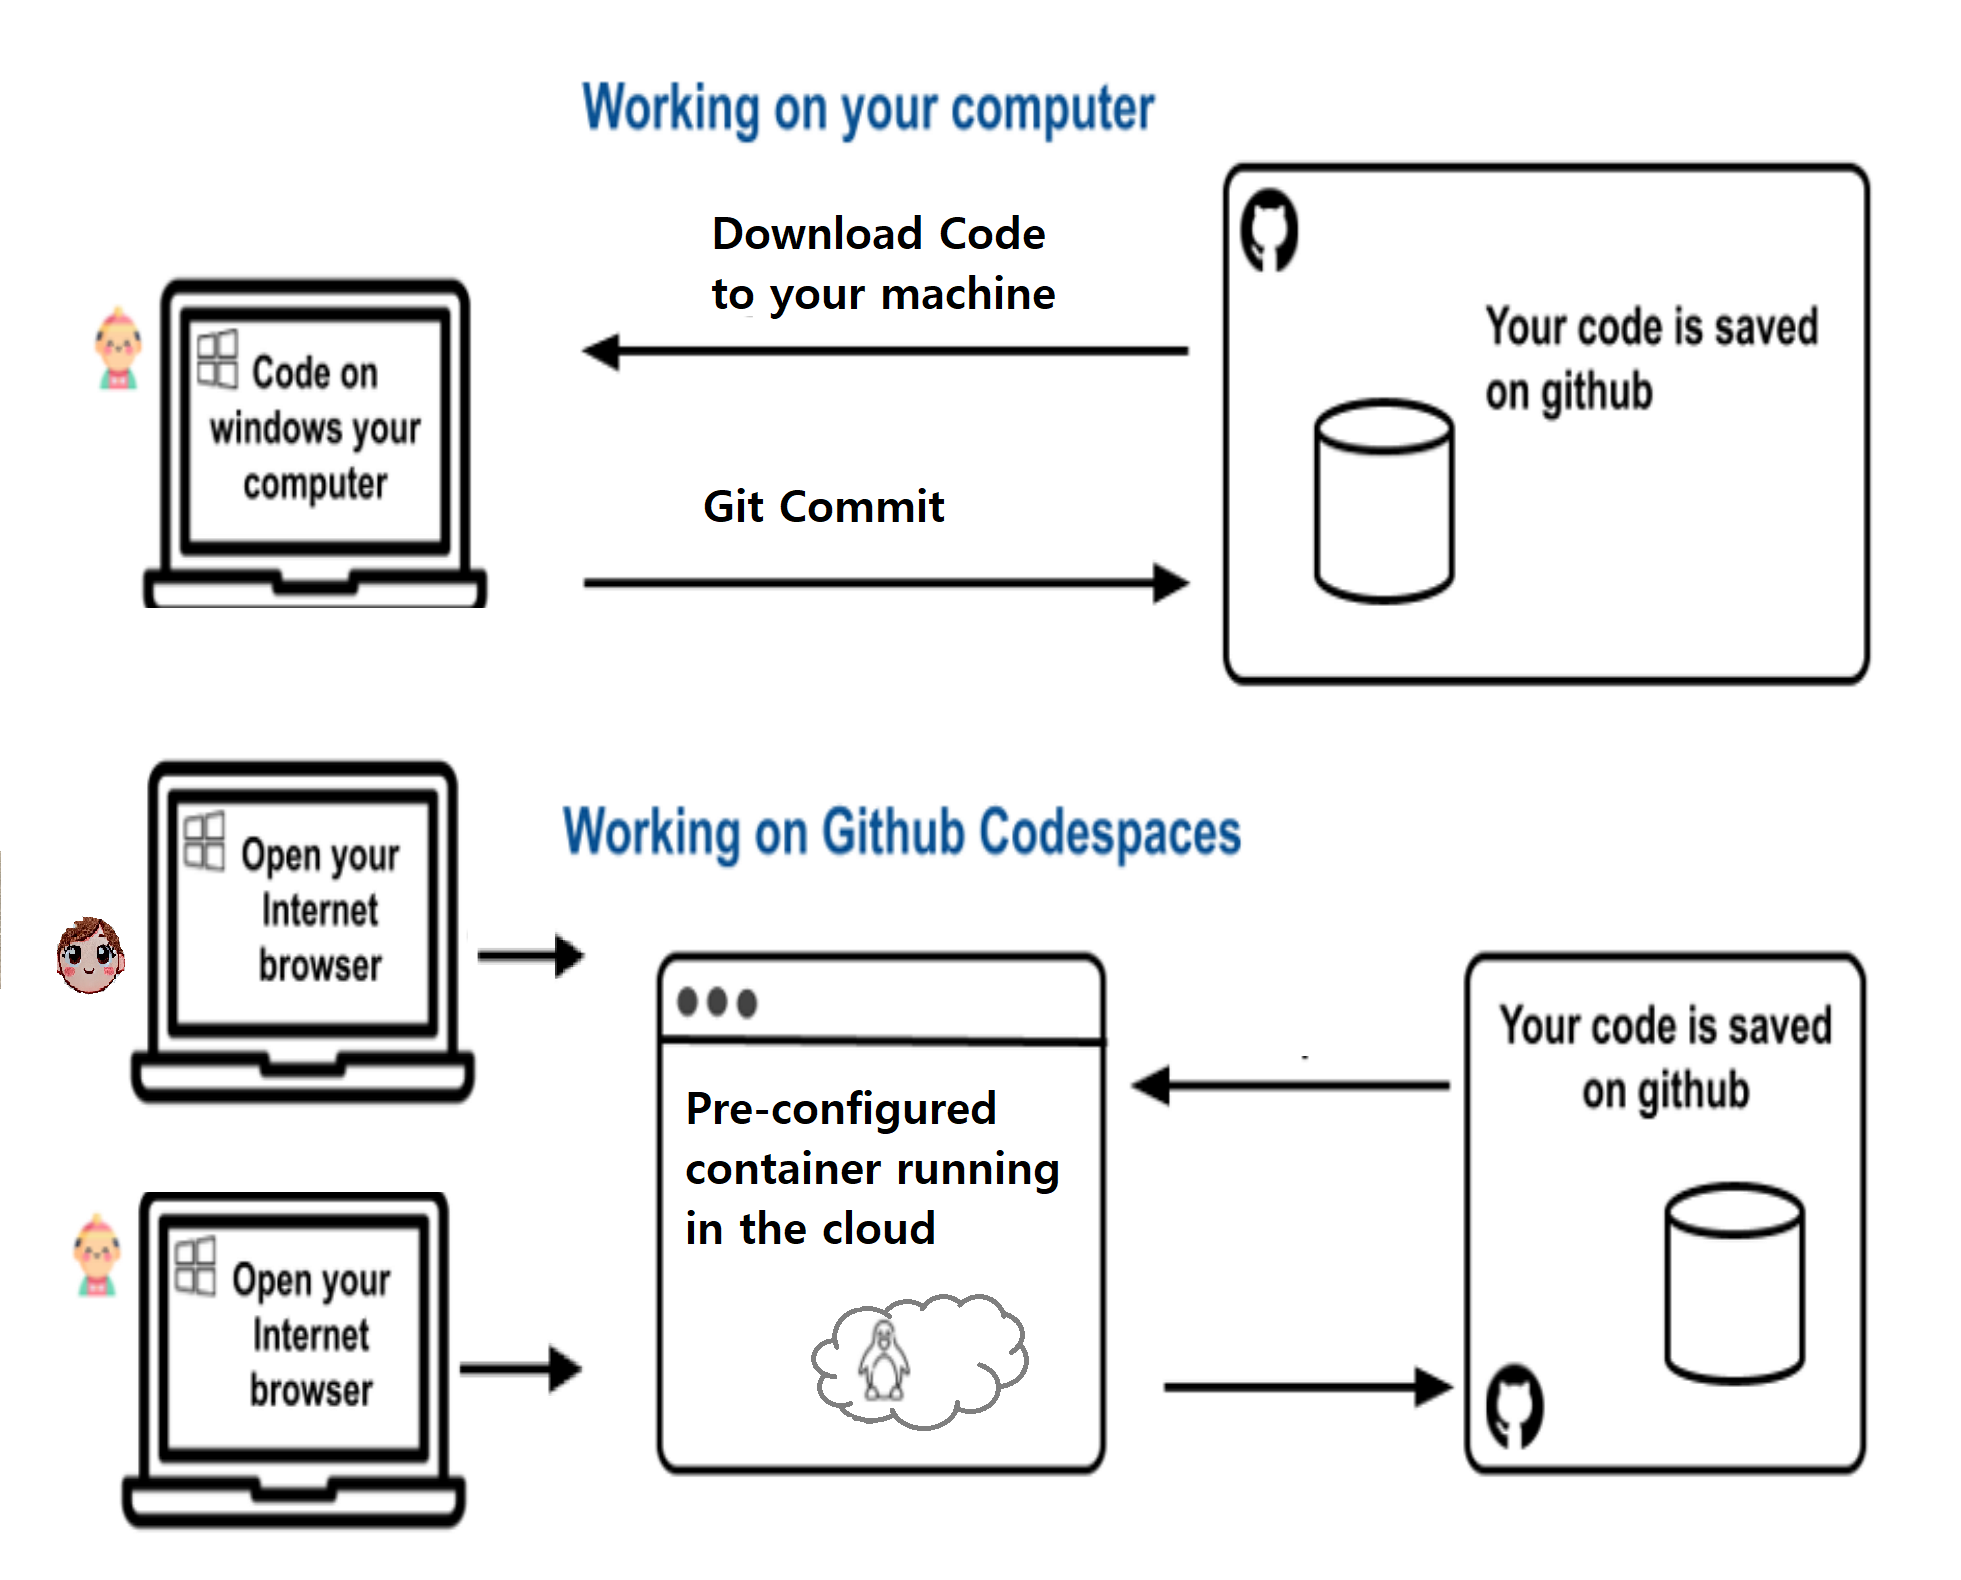 Working on your computer
Download Code
to your machine
Code on
windows your
computer
Your code is saved
on github
Git Commit
Working on Github Codespaces
Open your
Internet
browser
Pre-configured
container running
in the cloud
Your code is saved
on github
Open your
Internet
browser